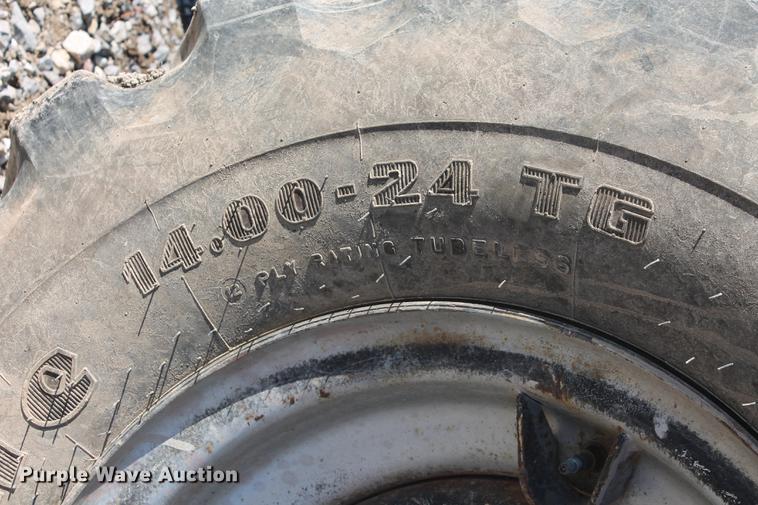 14.00-24 TG
PLY RATING TUBELESS
G
Purple Wave Auction